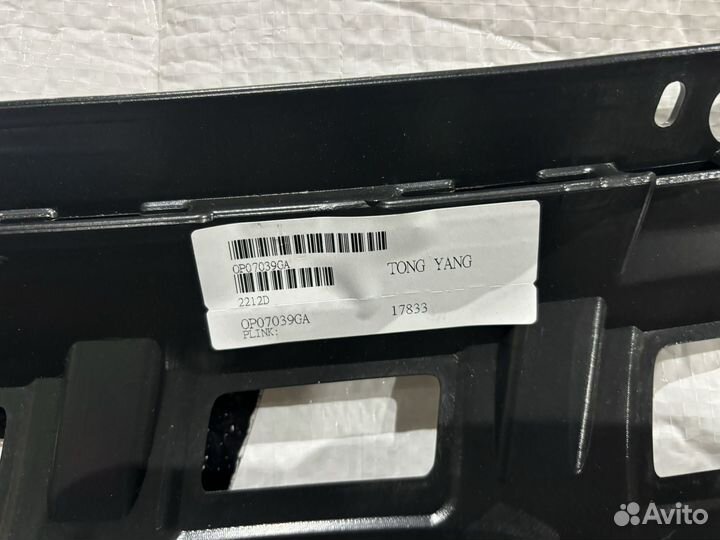 OP07039GA
TONG YANG
2212D
OP07039GA
17833
PLINK:
Avito